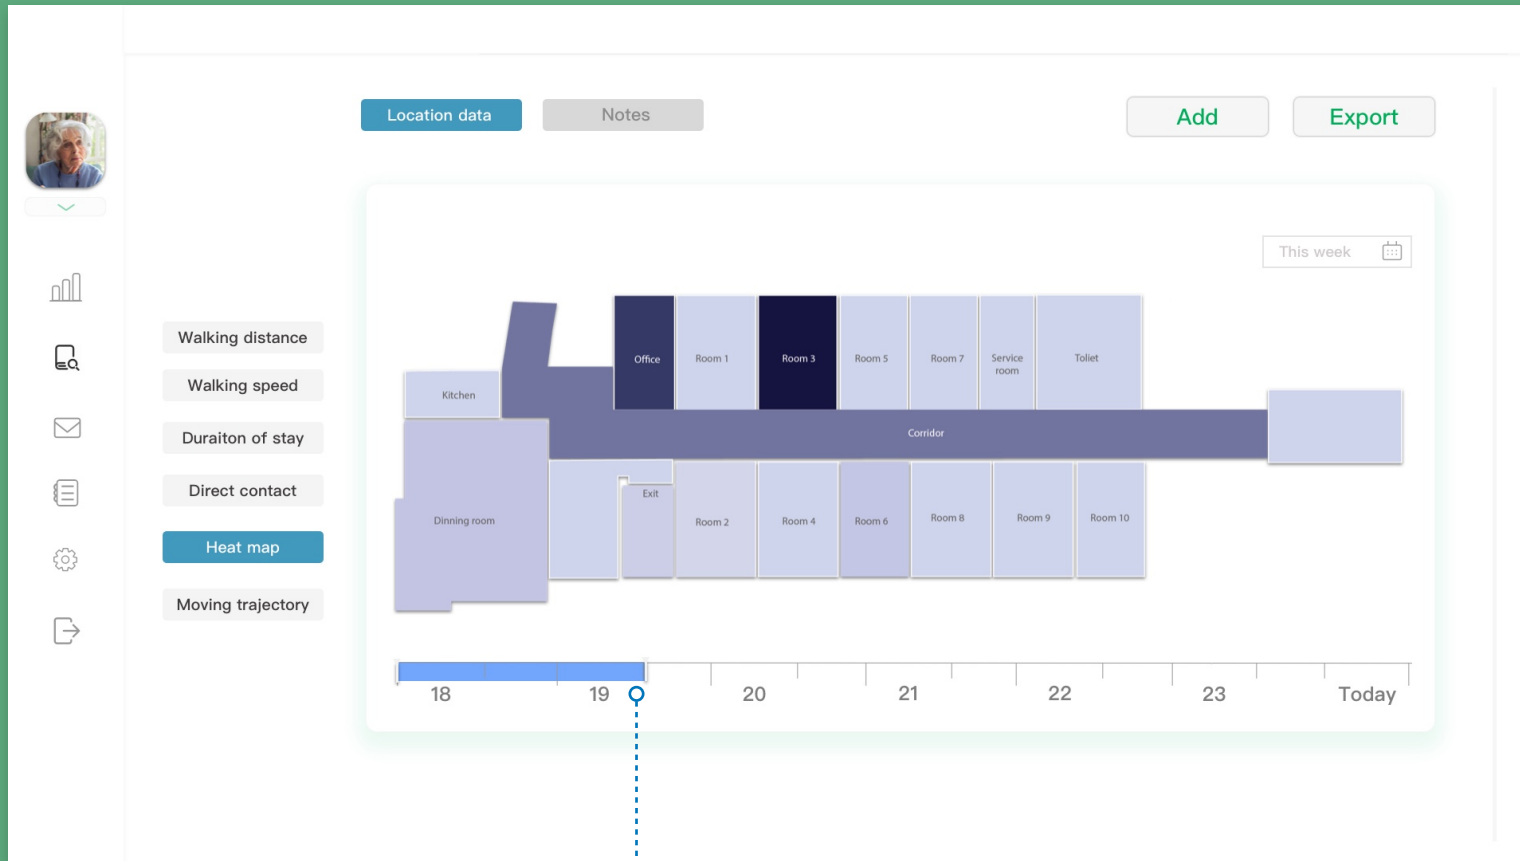 Location data
Notes
Add
Export
This week
Walking distance
Walking speed
Duraiton of stay
Direct contact
Heat map
Moving trajectory
Office
Room 1
Room 3
Room 5
Room 7
Service
room
Toliet
Kitchen
Corridor
Dinning room
Exit
Room 2
Room 4
Room 6
Room 8
Room 9
Room 10
18
19
20
21
22
23
Today